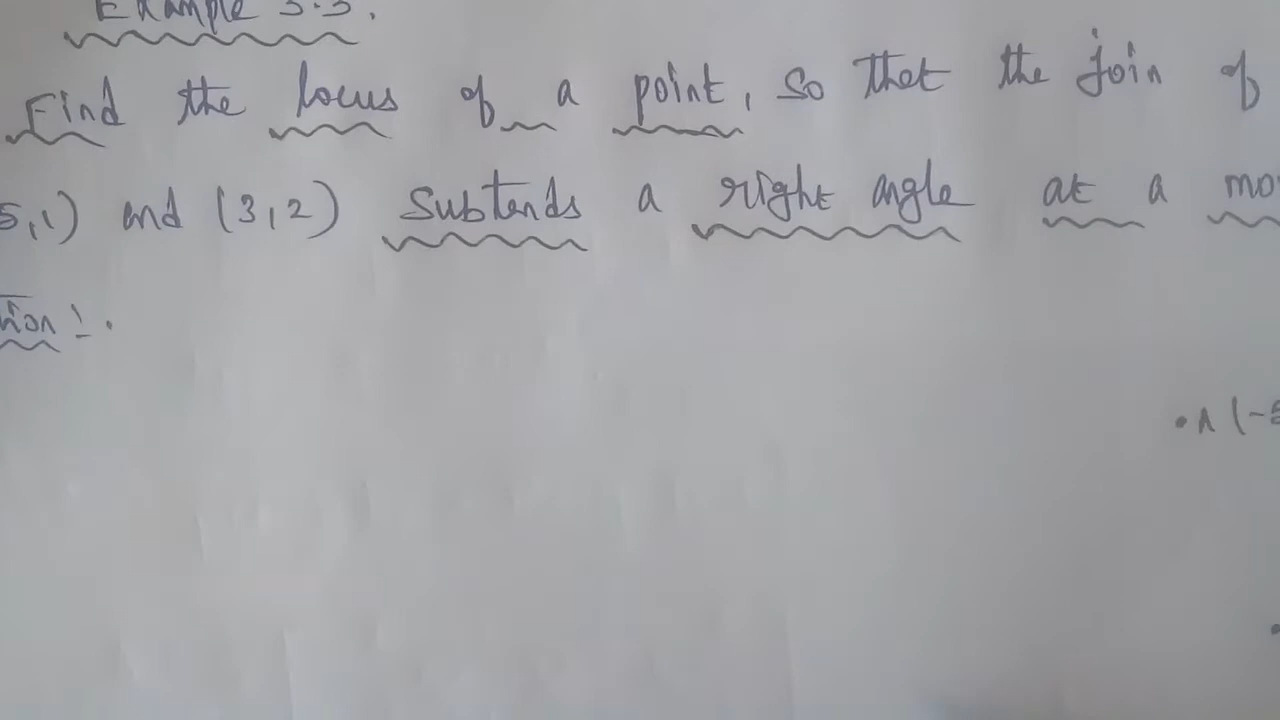 Example 3.3.
Find the locus of a point, so that the join of
5,1) and (3,2) subtends a right angle at a mo
tion :.
.A (-5